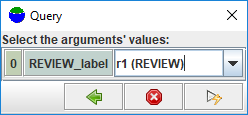 Query
Select the arguments' values:
0 REVIEW_label r1 (REVIEW)